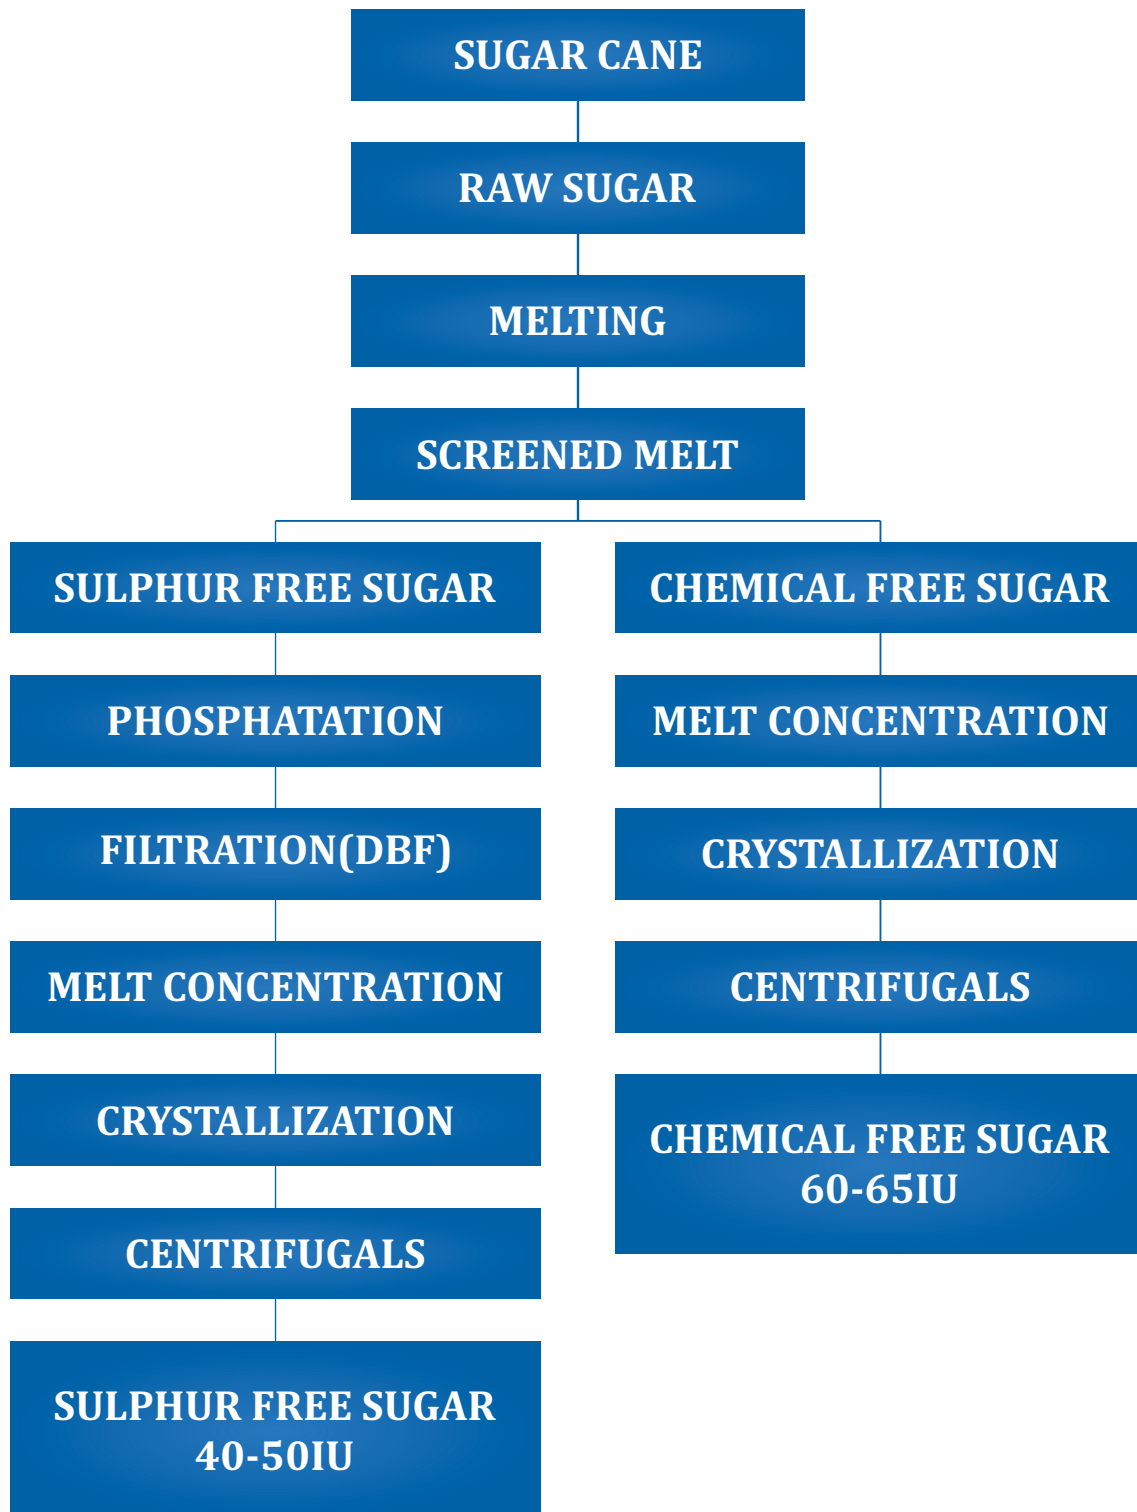 SUGAR CANE
RAW SUGAR
MELTING
SCREENED MELT
SULPHUR FREE SUGAR
PHOSPHATATION
FILTRATION(DBF)
MELT CONCENTRATION
CRYSTALLIZATION
CENTRIFUGALS
SULPHUR FREE SUGAR
40-50IU
CHEMICAL FREE SUGAR
MELT CONCENTRATION
CRYSTALLIZATION
CENTRIFUGALS
CHEMICAL FREE SUGAR
60-65IU